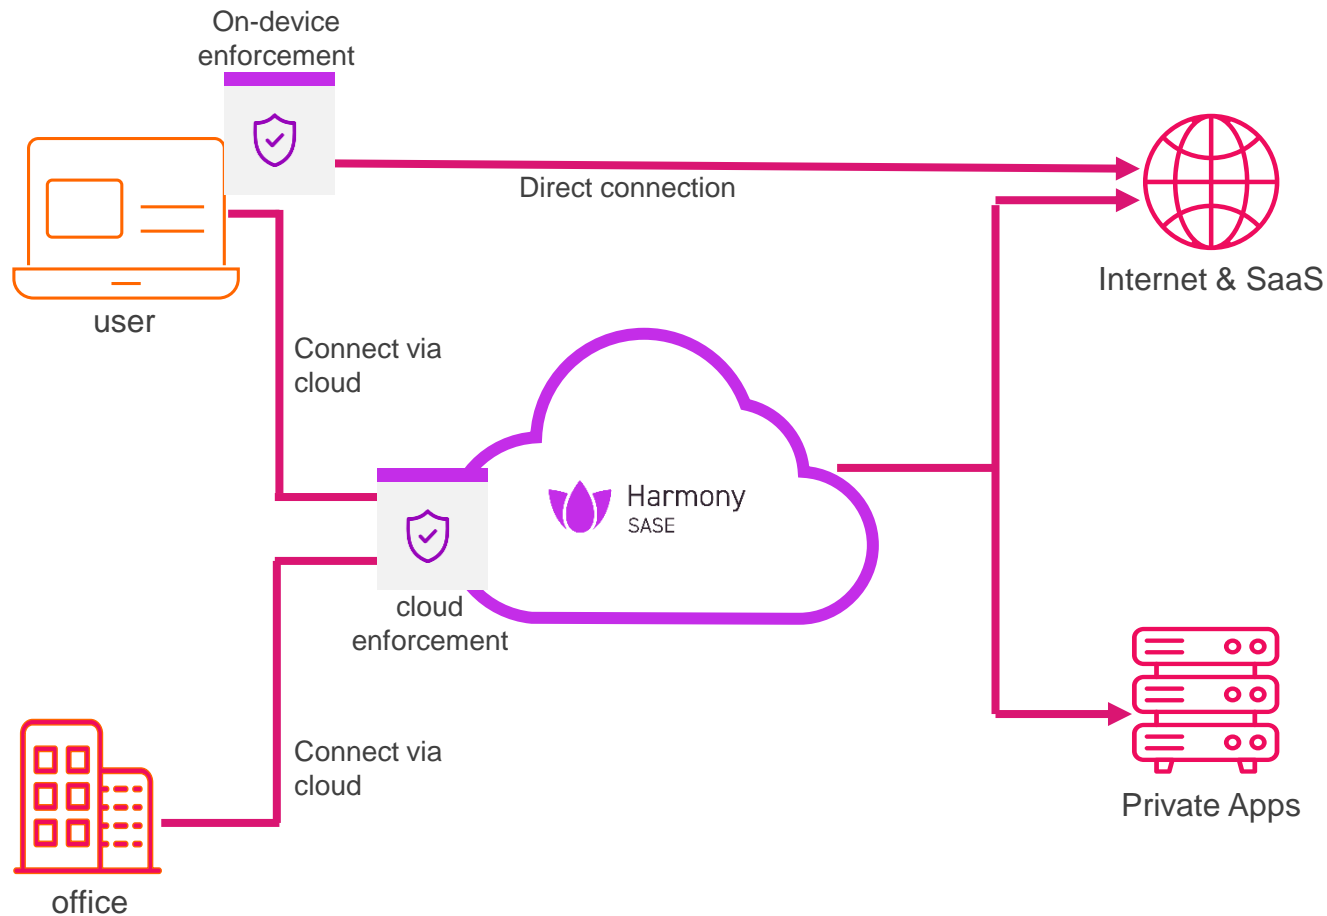 On-device
enforcement
Direct connection
Internet & SaaS
user
Connect via
cloud
Harmony
SASE
cloud
enforcement
Connect via
cloud
Private Apps
office